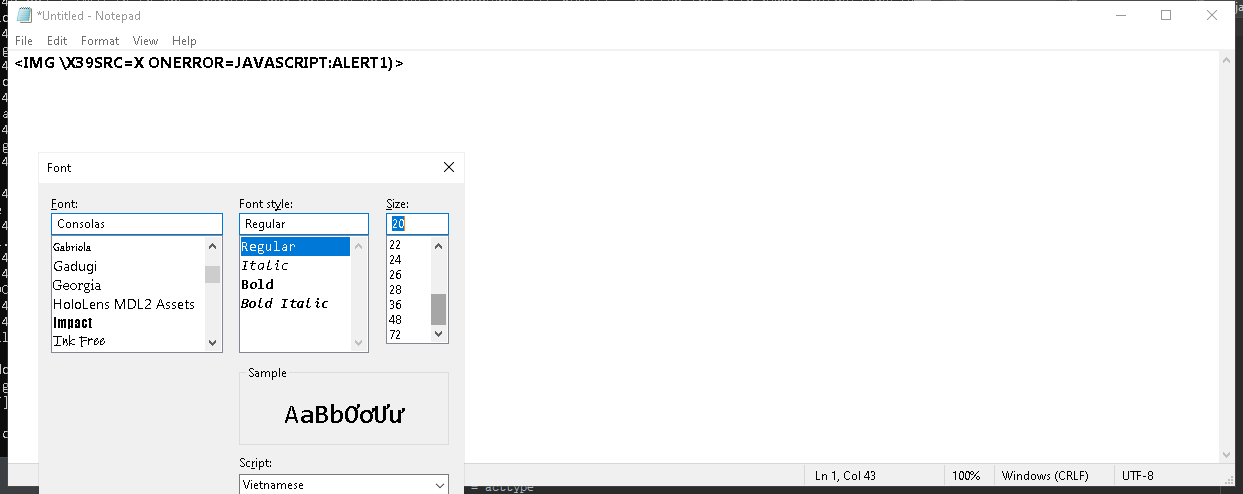 *Untitled - Notepad
File Edit Format View Help
<IMG \X39SRC=X ONERROR=JAVASCRIPT:ALERT1)>
Font
Font: Font style: Size:
Consolas Regular 20
Gabriola Regular 22
Gadugi Italic 24
Georgia Bold 26
HoloLens MDL2 Assets Bold Italic 28
Impact 36
Ink Free 48
72
Sample
AaBbƠơƯư
Script:
Vietnamese
Ln 1, Col 43 100% Windows (CRLF) UTF-8
= acctype